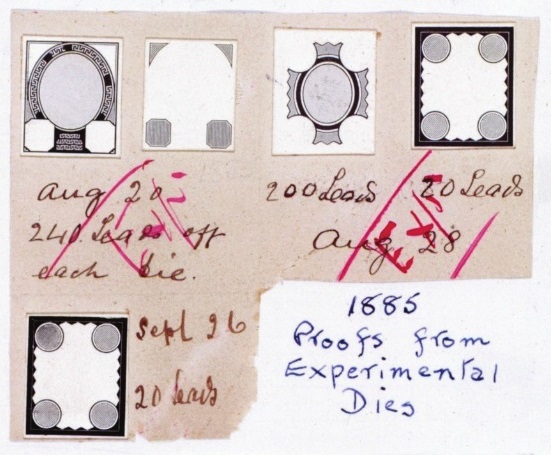 Aug 20
240 Leads off
each Die.
200 Leads
20 Leads
Aug 28
Sept 26
20 Leads
1885
Proofs from
Experimental
Dies